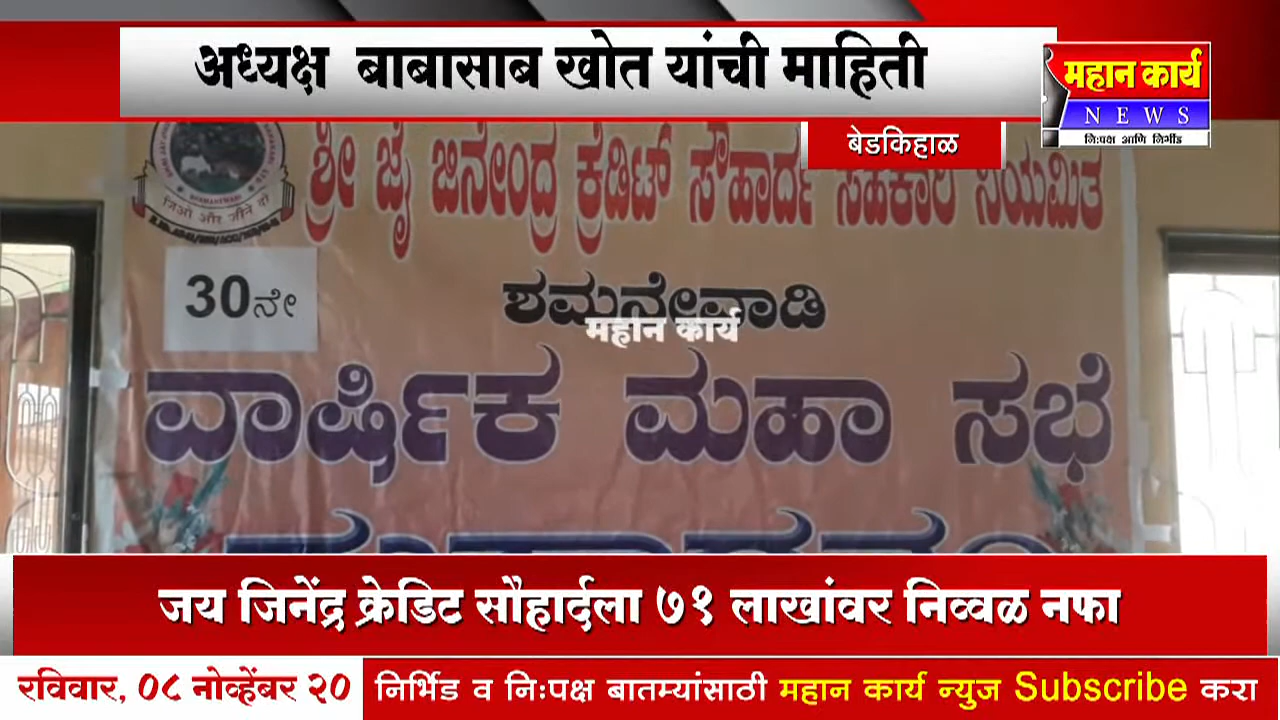 अध्यक्ष बाबासाब खोत यांची माहिती
महान कार्य
NEWS
नि:पक्ष आणि निर्भीड
बेडकिहाळ
ಶ್ರೀ ಜೈ ಜಿನೇಂದ್ರ ಕ್ರೆಡಿಟ್ ಸೌಹಾರ್ದ ಸಹಕಾರಿ ನಿಯಮಿತ
जिओ और जीने दो
30ನೇ
ಶಮನೇವಾಡಿ
महान कार्य
ವಾರ್ಷಿಕ ಮಹಾ ಸಭೆ
जय जिनेंद्र क्रेडिट सौहार्दला ७१ लाखांवर निव्वळ नफा
रविवार, ०८ नोव्हेंबर २०
निर्भिड व नि:पक्ष बातम्यांसाठी महान कार्य न्युज Subscribe करा